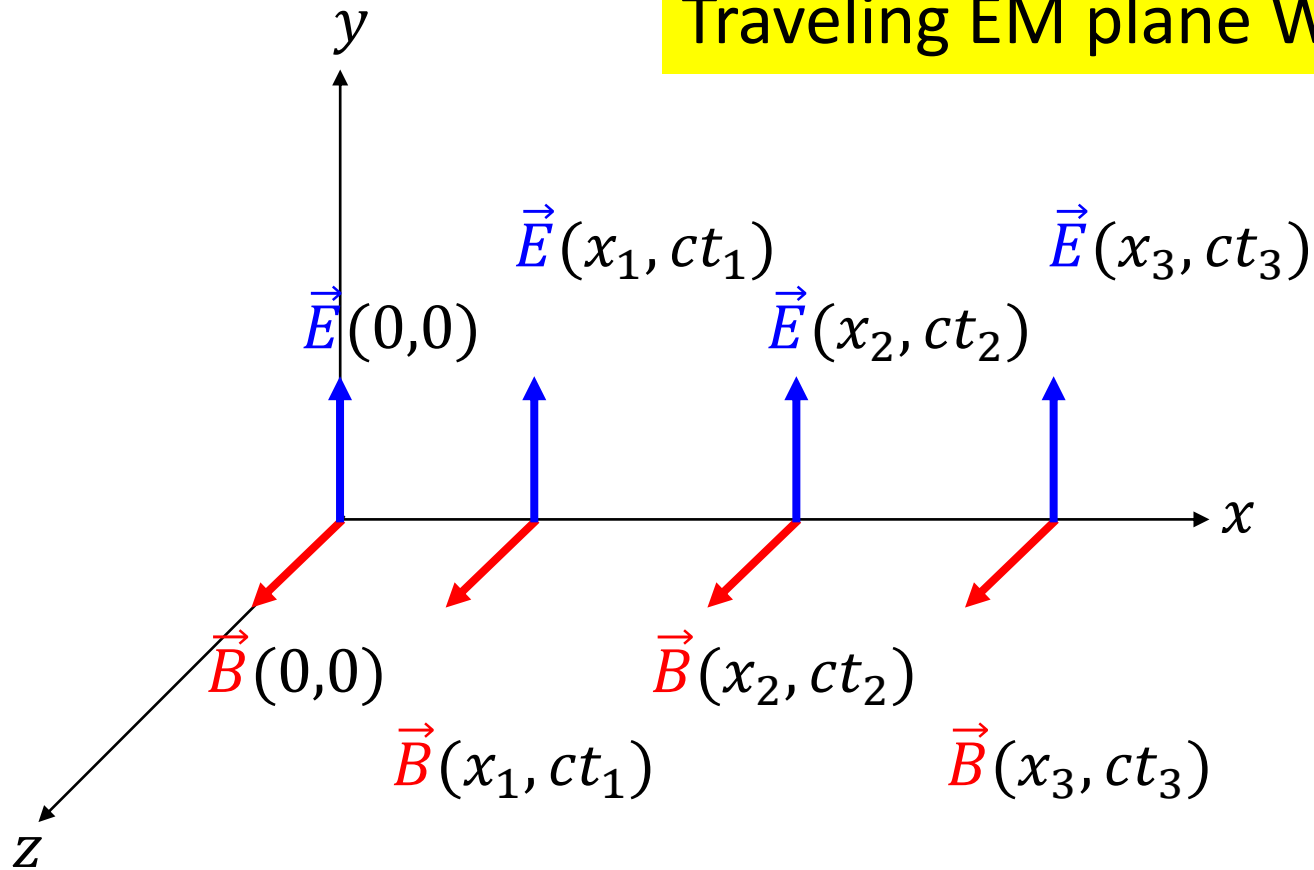 Traveling EM plane W
y
E⃗(x₁, ct₁)
E⃗(x₃, ct₃)
E⃗(0,0)
E⃗(x₂, ct₂)
x
B⃗(0,0)
B⃗(x₂, ct₂)
B⃗(x₁, ct₁)
B⃗(x₃, ct₃)
z